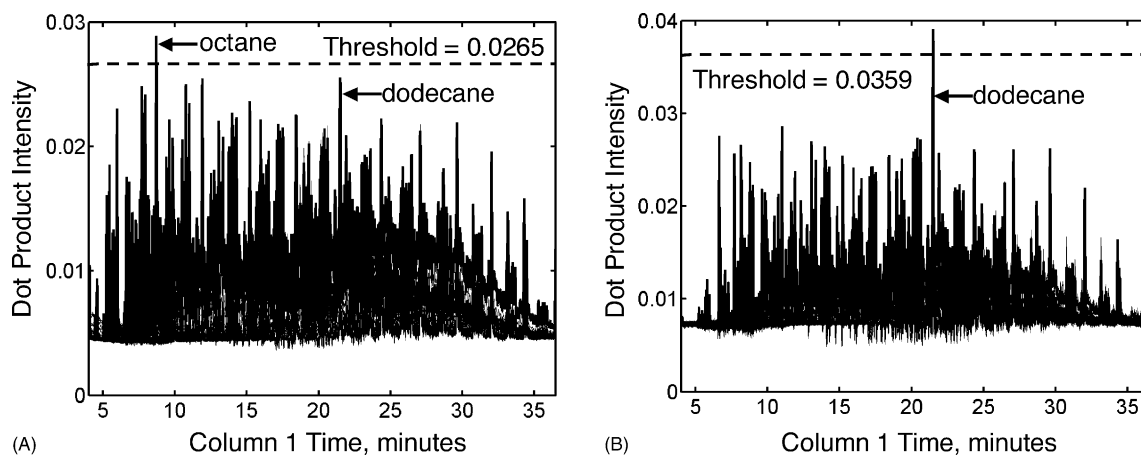 0.03
octane
Threshold = 0.0265
dodecane
0.02
0.01
0
Dot Product Intensity
5 10 15 20 25 30 35
Column 1 Time, minutes
(A)
0.04
Threshold = 0.0359
dodecane
0.03
0.02
0.01
0
Dot Product Intensity
5 10 15 20 25 30 35
Column 1 Time, minutes
(B)